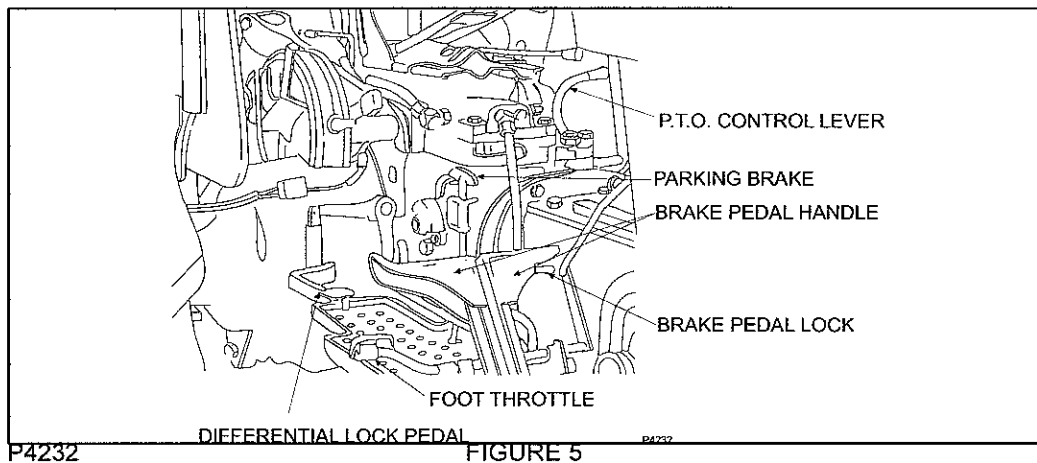 P.T.O. CONTROL LEVER
PARKING BRAKE
BRAKE PEDAL HANDLE
BRAKE PEDAL LOCK
FOOT THROTTLE
DIFFERENTIAL LOCK PEDAL
P4232
P4232
FIGURE 5